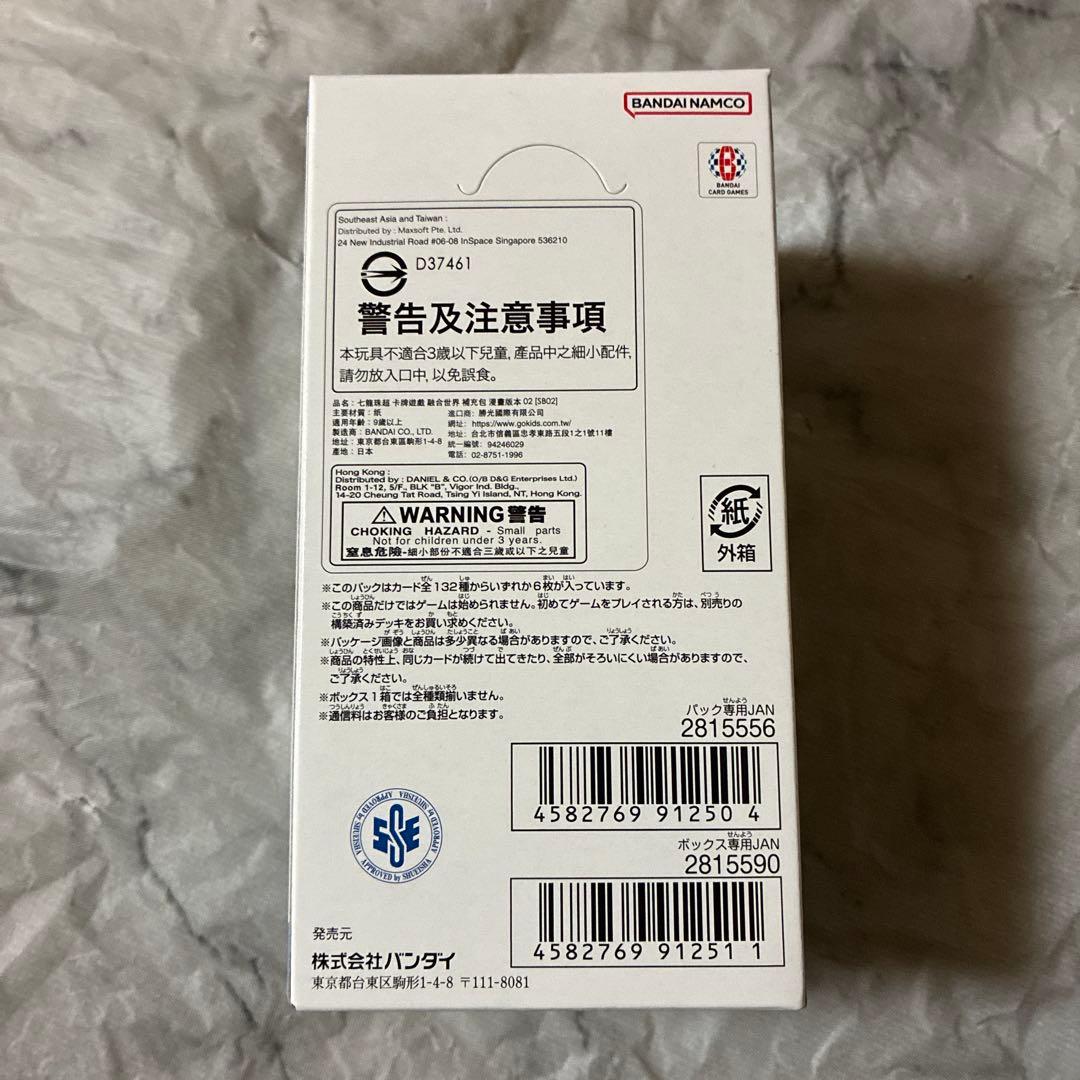 BANDAI NAMCO
BANDAI
CARD GAMES
Southeast Asia and Taiwan :
Distributed by : Maxsoft Pte. Ltd.
24 New Industrial Road #06-08 InSpace Singapore 536210
D37461
警告及注意事項
本玩具不適合3歲以下兒童, 產品中之細小配件,
請勿放入口中, 以免誤食。
品名：七龍珠超 卡牌遊戲 融合世界 補充包 漫畫版本 02 [SB02]
主要材質：紙
適用年齡：9歲以上
製造商：BANDAI CO., LTD.
地址：東京都台東區駒形1-4-8
產地：日本
進口商：勝光國際有限公司
網址：https://www.gokids.com.tw/
地址：台北市信義區忠孝東路五段1之1號11樓
統一編號：94246029
電話：02-8751-1996
Hong Kong :
Distributed by : DANIEL & CO.(O/B D&G Enterprises Ltd.)
Room 1-12, 5/F., BLK "B", Vigor Ind. Bldg.,
14-20 Cheung Tat Road, Tsing Yi Island, NT, Hong Kong.
WARNING 警告
CHOKING HAZARD - Small parts
Not for children under 3 years.
窒息危險-細小部份不適合三歲或以下之兒童
紙
外箱
※このパックはカード全132種からいずれか6枚が入っています。
※この商品だけではゲームは始められません。初めてゲームをプレイされる方は、別売りの
構築済みデッキをお買い求めください。
※パッケージ画像と商品は多少異なる場合がありますので、ご了承ください。
※商品の特性上、同じカードが続けて出てきたり、全部がそろいにくい場合がありますので、
ご了承ください。
※ボックス1箱では全種類揃いません。
※通信料はお客様のご負担となります。
パック専用JAN
2815556
4582769 91250 4
ボックス専用JAN
2815590
4582769 91251 1
APPROVED by SHUEISHA
APPROVED by SHUEISHA
APPROVED by SHUEISHA
SSE
発売元
株式会社バンダイ
東京都台東区駒形1-4-8 〒111-8081